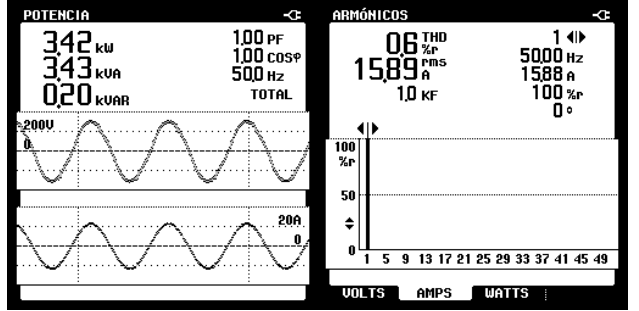 POTENCIA
3,42 kW
3,43 kVA
0,20 kVAR
1,00 PF
1,00 COSφ
50,0 Hz
TOTAL
200V
0
20A
0
ARMÓNICOS
0,6 THD %r
15,89 rms A
1,0 KF
1
50,00 Hz
15,88 A
100 %r
0 °
100
%r
50
0
1 5 9 13 17 21 25 29 33 37 41 45 49
VOLTS AMPS WATTS